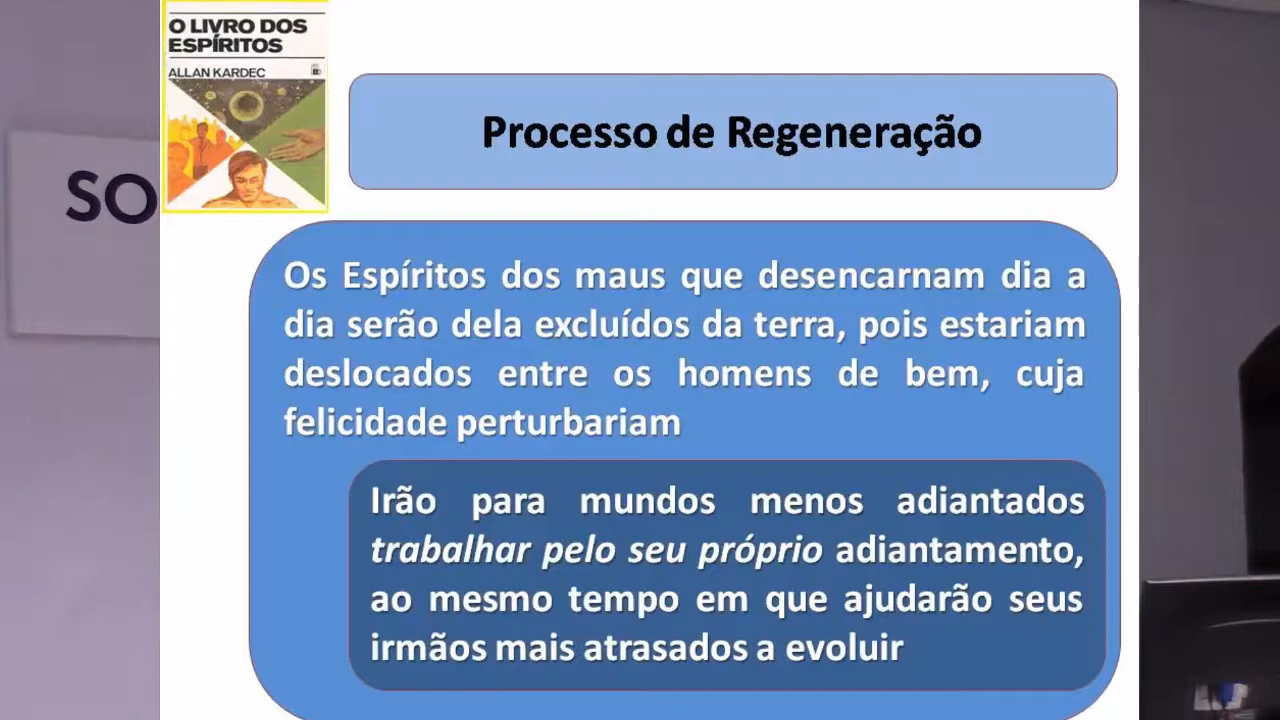 O LIVRO DOS
ESPÍRITOS
ALLAN KARDEC
Processo de Regeneração
SO
Os Espíritos dos maus que desencarnam dia a
dia serão dela excluídos da terra, pois estariam
deslocados entre os homens de bem, cuja
felicidade perturbariam
Irão para mundos menos adiantados
trabalhar pelo seu próprio adiantamento,
ao mesmo tempo em que ajudarão seus
irmãos mais atrasados a evoluir